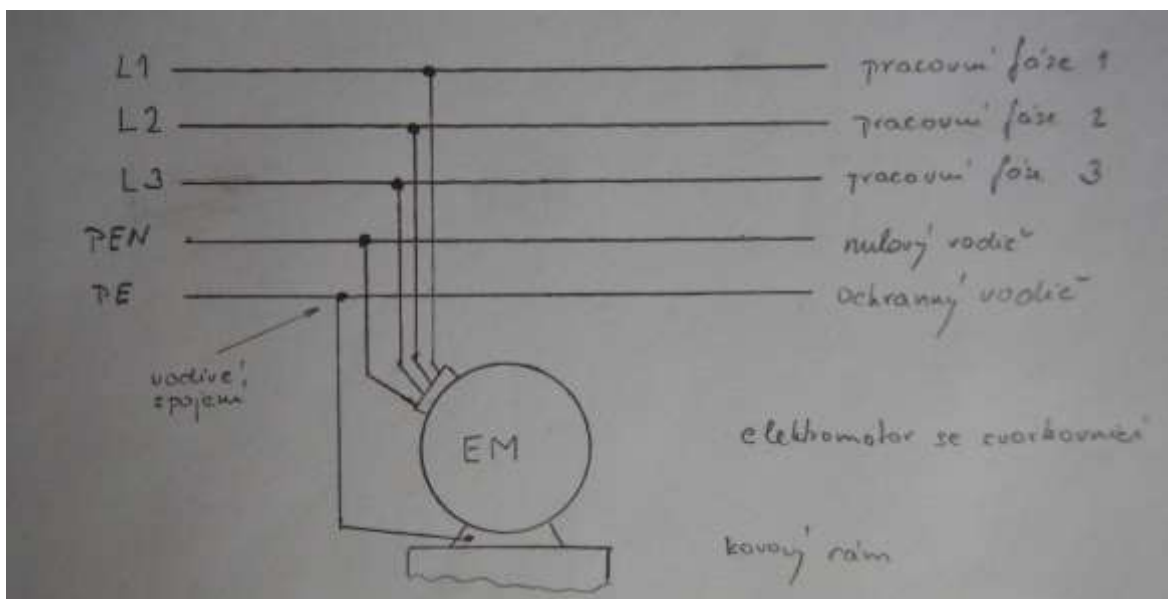 L1 pracovní fáze 1
L2 pracovní fáze 2
L3 pracovní fáze 3
PEN nulový vodič
PE ochranný vodič
vodivé
spojení
EM
elektromotor se svorkovnicí
kovový rám